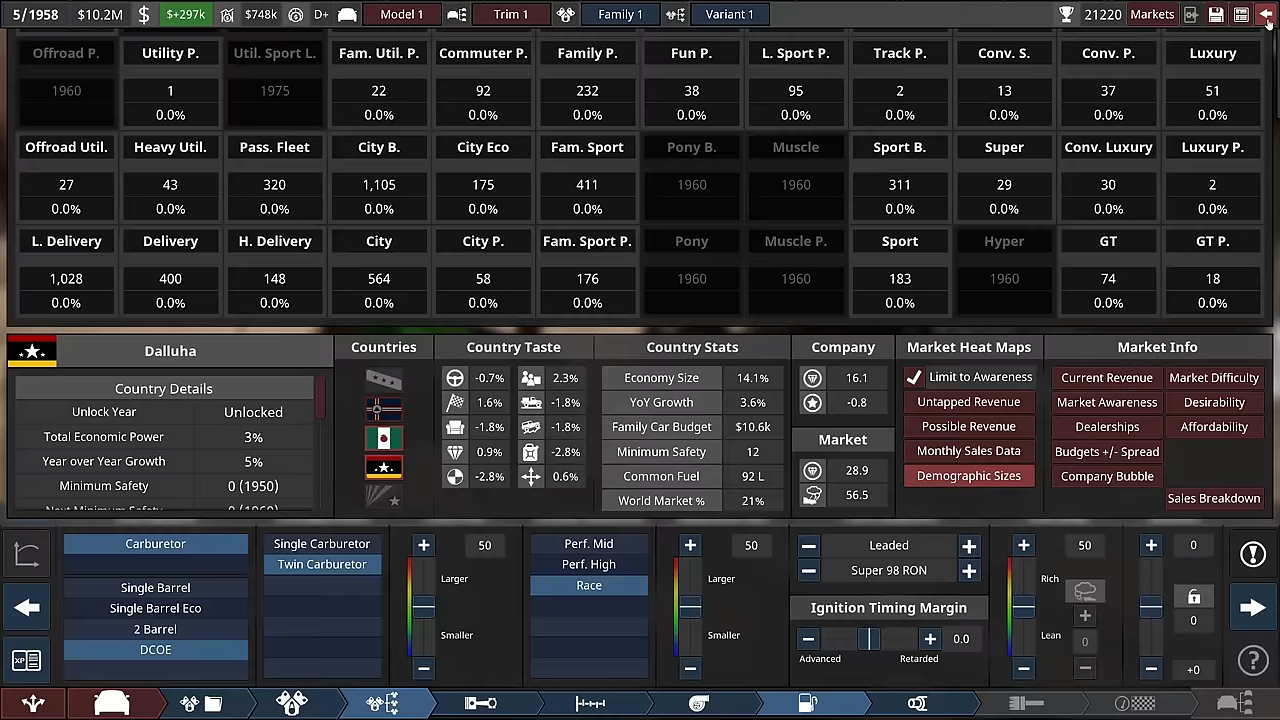 5/1958 $10.2M $ $+297k $748k D+ Model 1 Trim 1 Family 1 Variant 1 21220 Markets
Offroad P. Utility P. Util. Sport L. Fam. Util. P. Commuter P. Family P. Fun P. L. Sport P. Track P. Conv. S. Conv. P. Luxury
1960 1 1975 22 92 232 38 95 2 13 37 51
0.0% 0.0% 0.0% 0.0% 0.0% 0.0% 0.0% 0.0% 0.0% 0.0%
Offroad Util. Heavy Util. Pass. Fleet City B. City Eco Fam. Sport Pony B. Muscle Sport B. Super Conv. Luxury Luxury P.
27 43 320 1,105 175 411 1960 1960 311 29 30 2
0.0% 0.0% 0.0% 0.0% 0.0% 0.0% 0.0% 0.0% 0.0% 0.0%
L. Delivery Delivery H. Delivery City City P. Fam. Sport P. Pony Muscle P. Sport Hyper GT GT P.
1,028 400 148 564 58 176 1960 1960 183 1960 74 18
0.0% 0.0% 0.0% 0.0% 0.0% 0.0% 0.0% 0.0% 0.0%
Dalluha
Country Details
Unlock Year Unlocked
Total Economic Power 3%
Year over Year Growth 5%
Minimum Safety 0 (1950)
Next Minimum Safety 0 (1960)
Countries
Country Taste
-0.7% 2.3%
1.6% -1.8%
-1.8% -1.8%
0.9% -2.8%
-2.8% 0.6%
Country Stats
Economy Size 14.1%
YoY Growth 3.6%
Family Car Budget $10.6k
Minimum Safety 12
Common Fuel 92 L
World Market % 21%
Company
16.1
-0.8
Market
28.9
56.5
Market Heat Maps
Limit to Awareness
Untapped Revenue
Possible Revenue
Monthly Sales Data
Demographic Sizes
Market Info
Current Revenue Market Difficulty
Market Awareness Desirability
Dealerships Affordability
Budgets +/- Spread
Company Bubble
Sales Breakdown
Carburetor
Single Barrel
Single Barrel Eco
2 Barrel
DCOE
Single Carburetor
Twin Carburetor
50
Larger
Smaller
Perf. Mid
Perf. High
Race
50
Larger
Smaller
Leaded
Super 98 RON
Ignition Timing Margin
0.0
Advanced Retarded
50
Rich
Lean
0
0
0
+0
XP